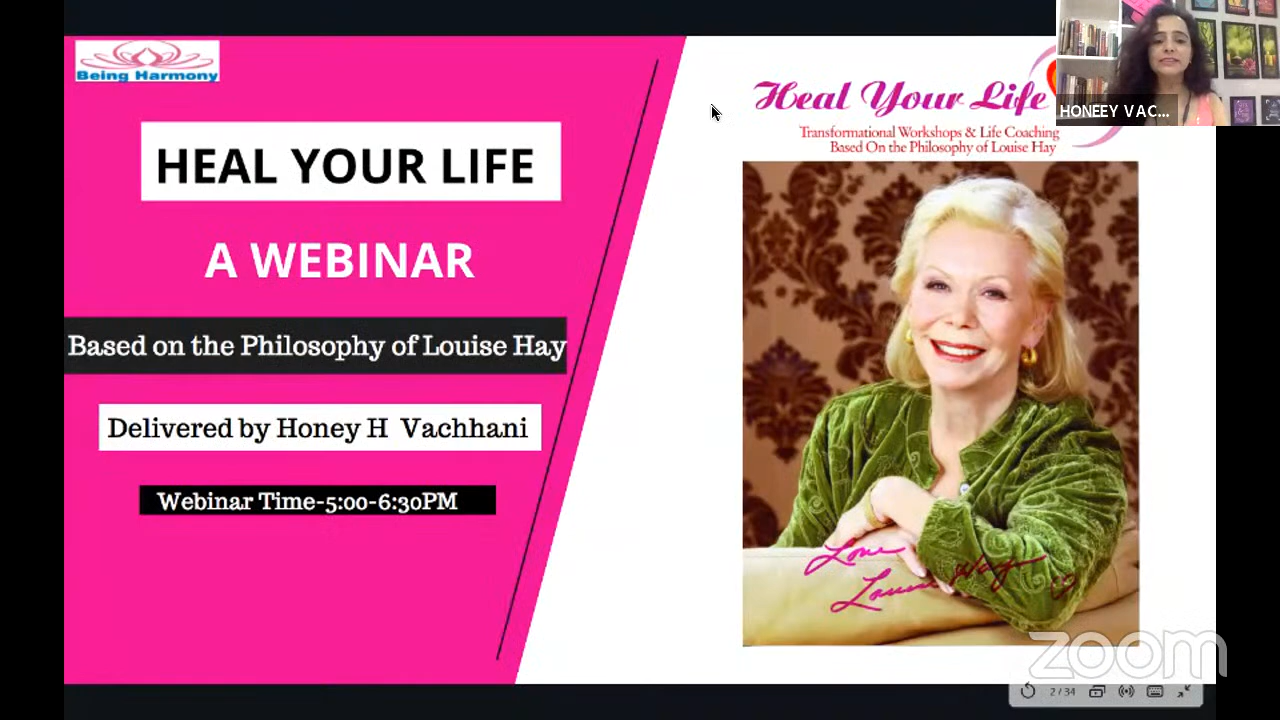 Being Harmony
HEAL YOUR LIFE
A WEBINAR
Based on the Philosophy of Louise Hay
Delivered by Honey H Vachhani
Webinar Time-5:00-6:30PM
Heal Your Life
Transformational Workshops & Life Coaching
Based On the Philosophy of Louise Hay
Love
Louise Hay
HONEEY VAC...
zoom
2/34